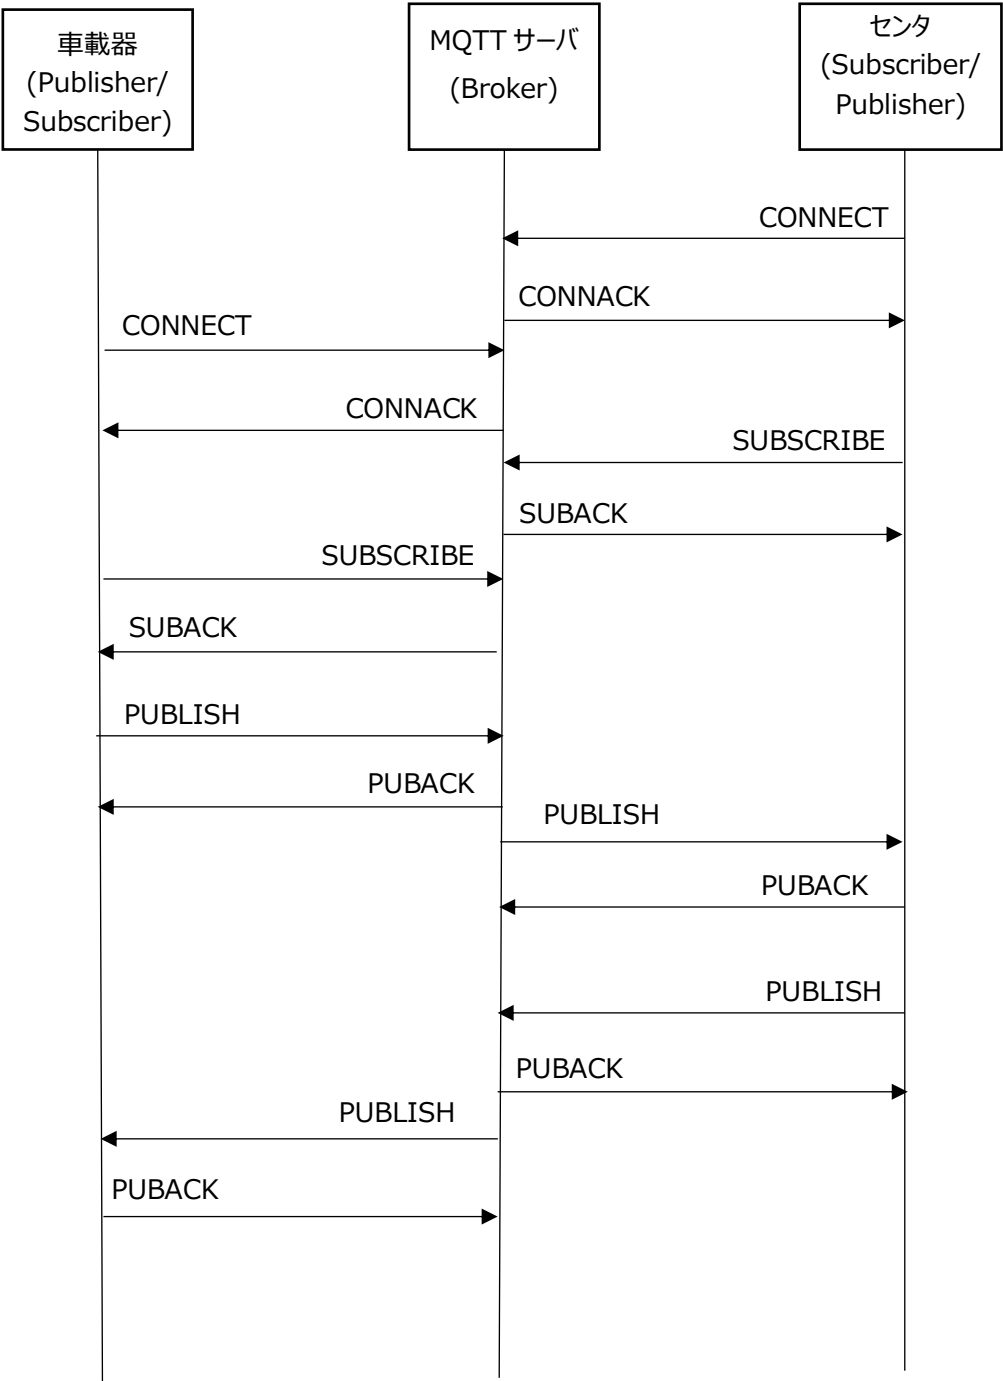 車載器
(Publisher/
Subscriber)
MQTT サーバ
(Broker)
センタ
(Subscriber/
Publisher)
CONNECT
CONNACK
CONNECT
CONNACK
SUBSCRIBE
SUBACK
SUBSCRIBE
SUBACK
PUBLISH
PUBACK
PUBLISH
PUBACK
PUBLISH
PUBACK
PUBLISH
PUBACK